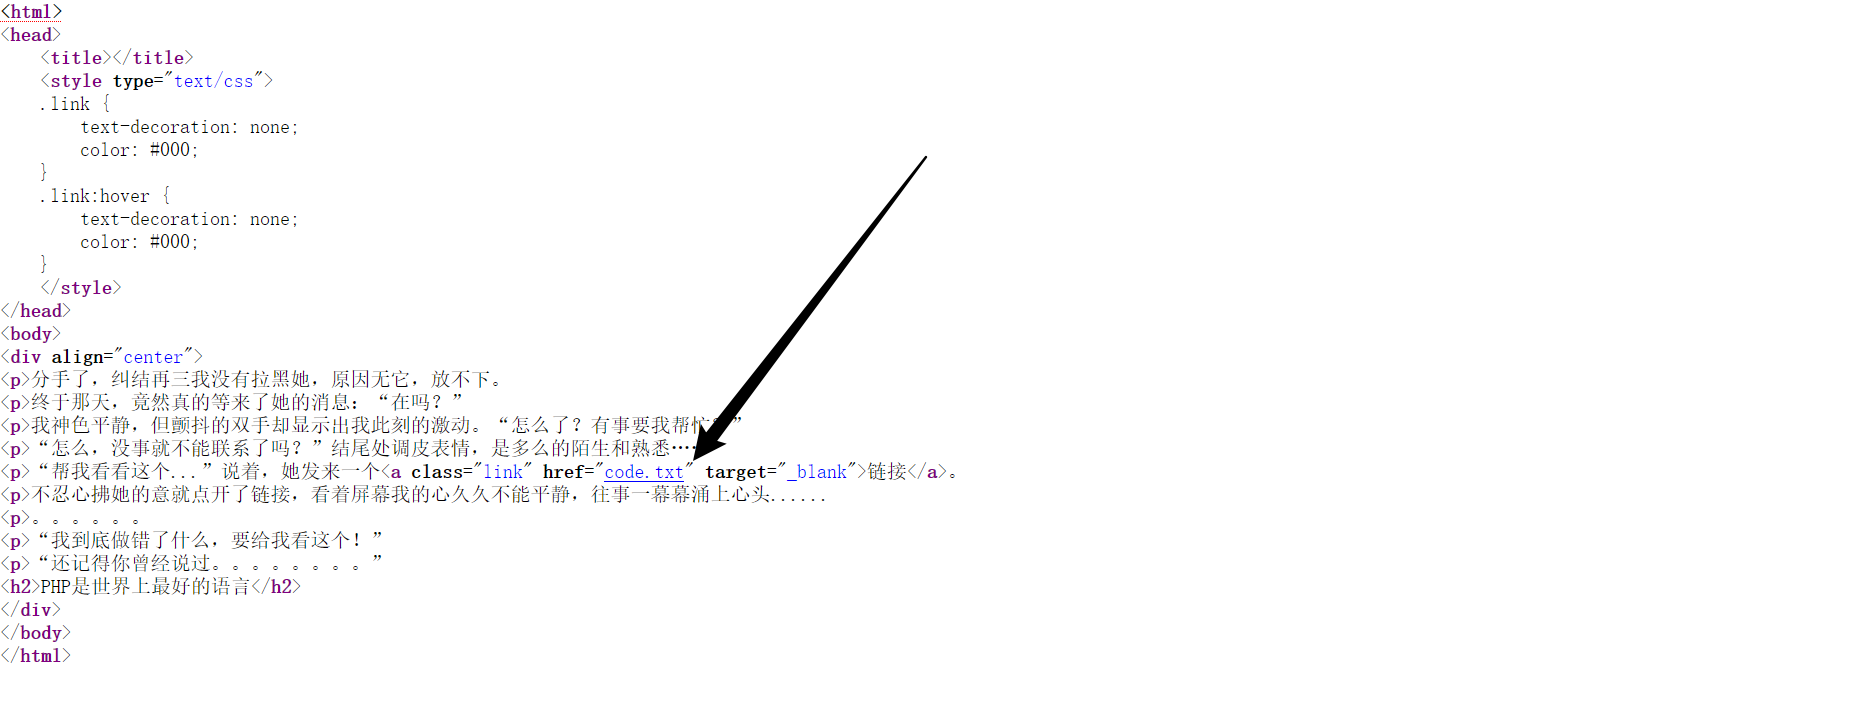 <html>
<head>
    <title></title>
    <style type="text/css">
    .link {
        text-decoration: none;
        color: #000;
    }
    .link:hover {
        text-decoration: none;
        color: #000;
    }
    </style>
</head>
<body>
<div align="center">
<p>分手了，纠结再三我没有拉黑她，原因无它，放不下。
<p>终于那天，竟然真的等来了她的消息：“在吗？”
<p>我神色平静，但颤抖的双手却显示出我此刻的激动。“怎么了？有事要我帮忙？”
<p>“怎么，没事就不能联系了吗？”结尾处调皮表情，是多么的陌生和熟悉……
<p>“帮我看看这个...”说着，她发来一个<a class="link" href="code.txt" target="_blank">链接</a>。
<p>不忍心拂她的意就点开了链接，看着屏幕我的心久久不能平静，往事一幕幕涌上心头......
<p>。。。。。。
<p>“我到底做错了什么，要给我看这个！”
<p>“还记得你曾经说过。。。。。。。。”
<h2>PHP是世界上最好的语言</h2>
</div>
</body>
</html>